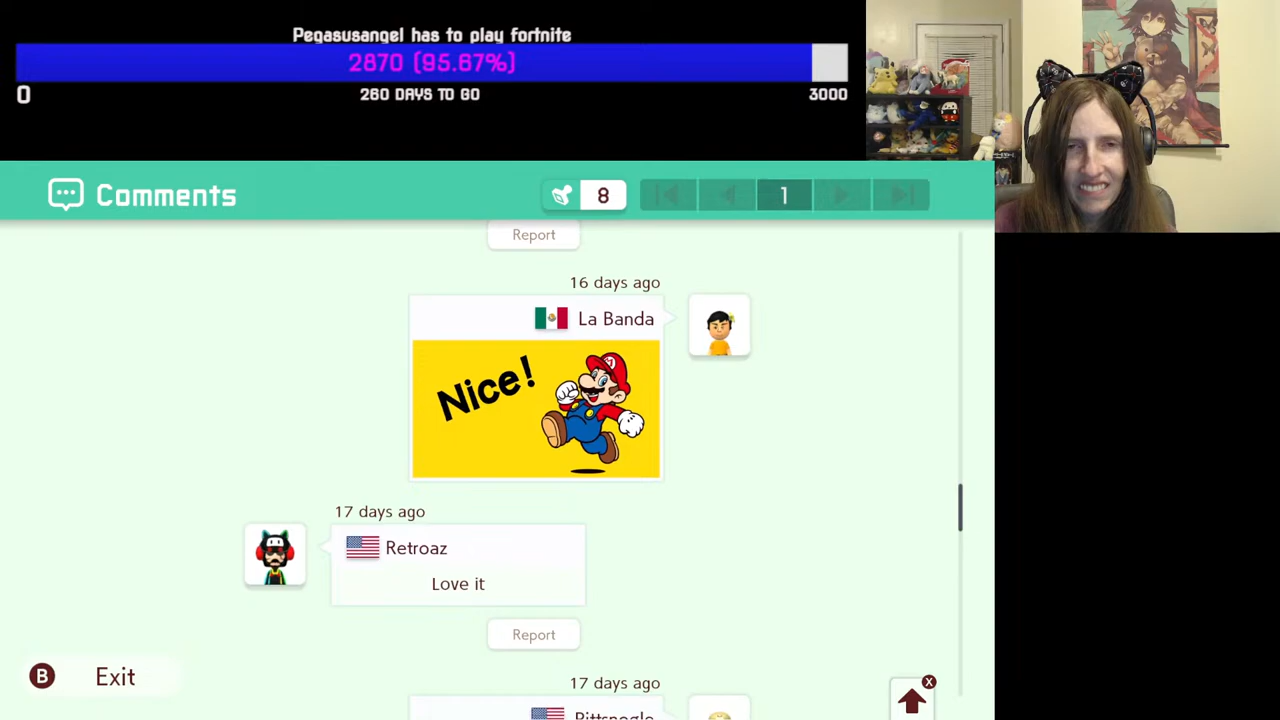 Pegasusangel has to play fortnite
2870 (95.67%)
0
260 DAYS TO GO
3000
Comments
8
1
Report
16 days ago
La Banda
Nice!
17 days ago
Retroaz
Love it
Report
17 days ago
Pittsnogle
B Exit
X